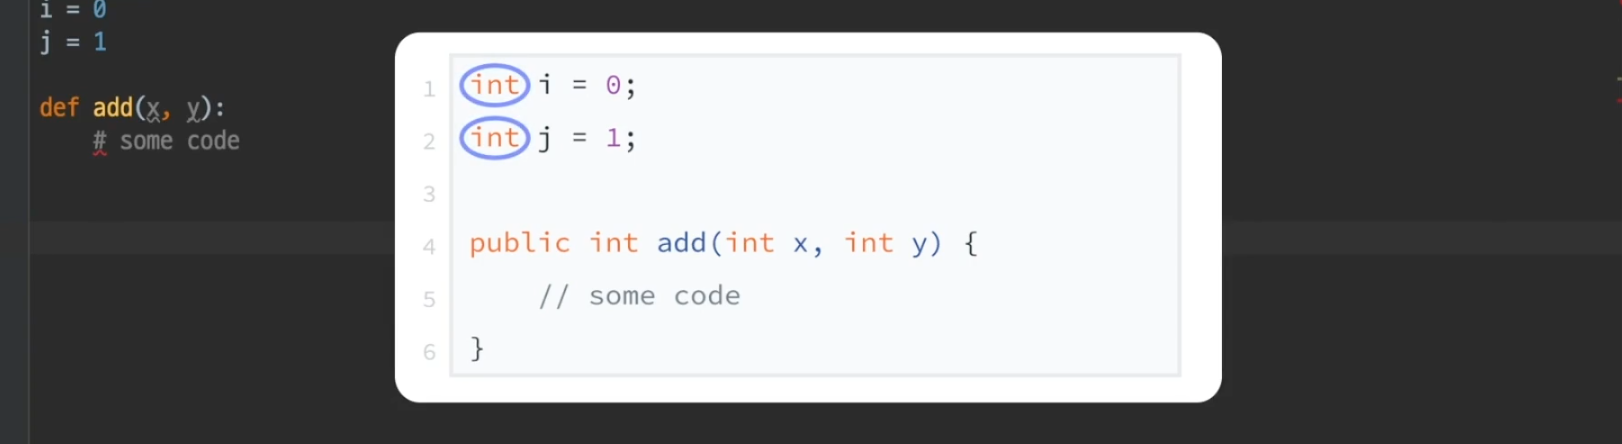 i = 0
j = 1
def add(x, y):
# some code
1 int i = 0;
2 int j = 1;
3
4 public int add(int x, int y) {
5 // some code
6 }